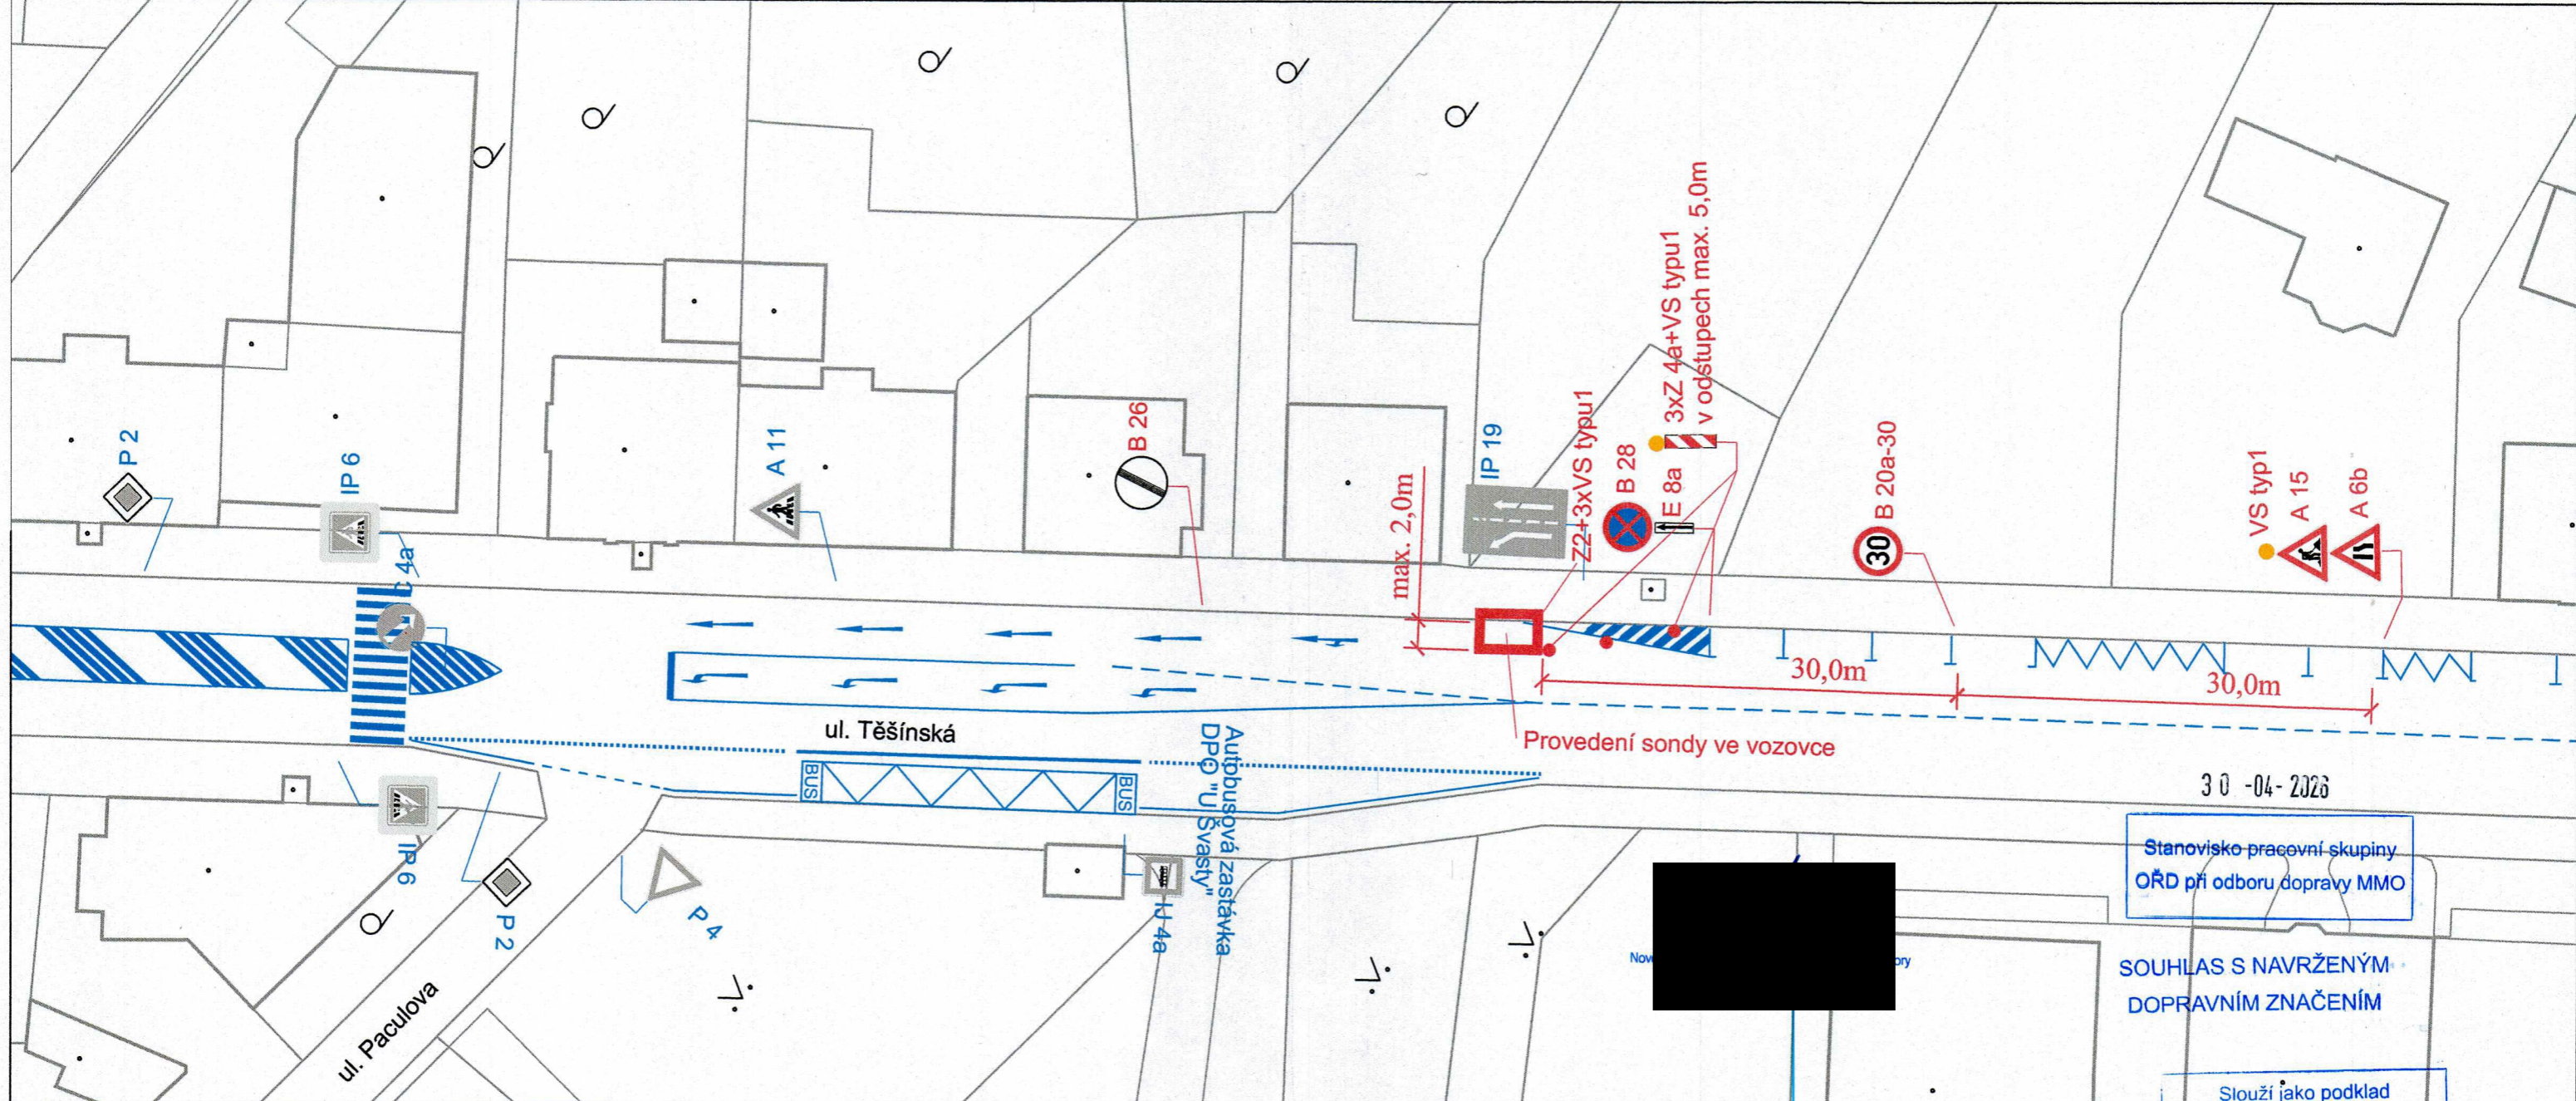 P 2
IP 6
C 4a
A 11
B 26
max. 2,0m
IP 19
Z2+3xVS typu1
B 28
E 8a
3xZ 4a+VS typu1
v odstupech max. 5,0m
30
B 20a-30
VS typ1
A 15
A 6b
30,0m
30,0m
ul. Těšínská
BUS
BUS
Autobusová zastávka
DPO "U Švasty"
Provedení sondy ve vozovce
IP 6
P 2
P 4
IJ 4a
ul. Paculova
30 -04- 2026
Stanovisko pracovní skupiny
OŘD při odboru dopravy MMO
SOUHLAS S NAVRŽENÝM
DOPRAVNÍM ZNAČENÍM
Slouží jako podklad